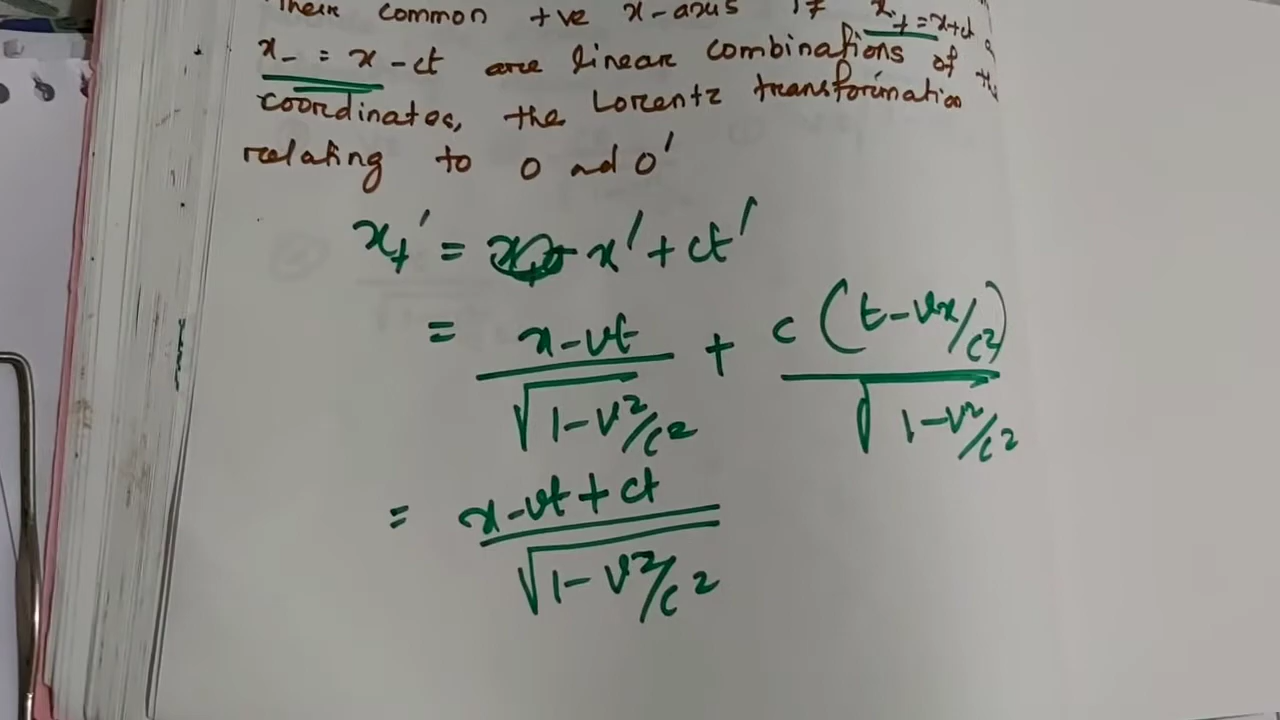 Their common +ve x-axis If x+ = x+ct &
x- = x - ct are linear combinations of the
coordinates, the Lorentz transformation
relating to O and O'
x+' = x' + ct'
= x-vt / √1-v²/c² + c (t-vx/c²) / √1-v²/c²
= x-vt+ct / √1-v²/c²